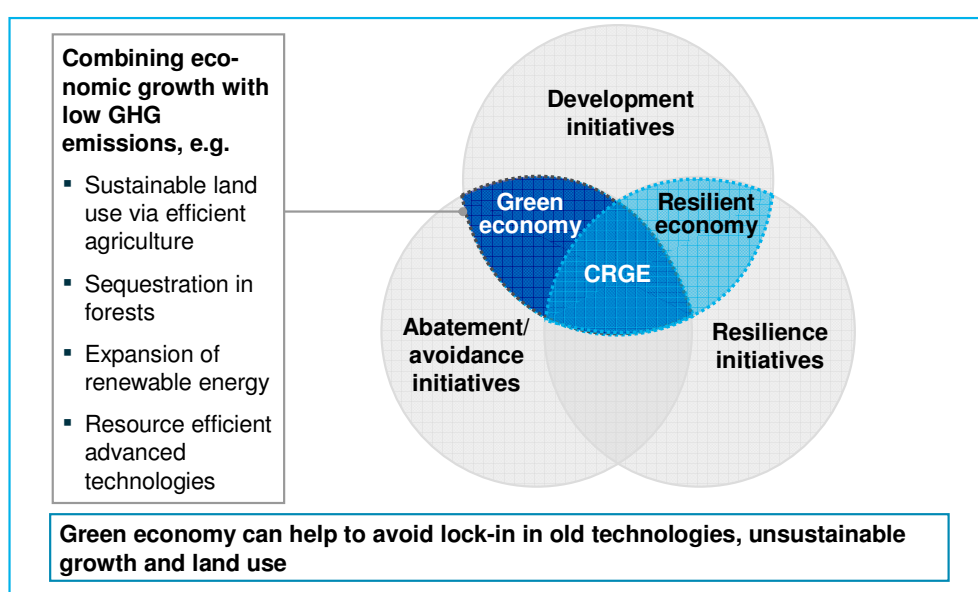 Combining eco-
nomic growth with
low GHG
emissions, e.g.
▪ Sustainable land
use via efficient
agriculture
▪ Sequestration in
forests
▪ Expansion of
renewable energy
▪ Resource efficient
advanced
technologies
Development
initiatives
Green
economy
Resilient
economy
CRGE
Abatement/
avoidance
initiatives
Resilience
initiatives
Green economy can help to avoid lock-in in old technologies, unsustainable
growth and land use